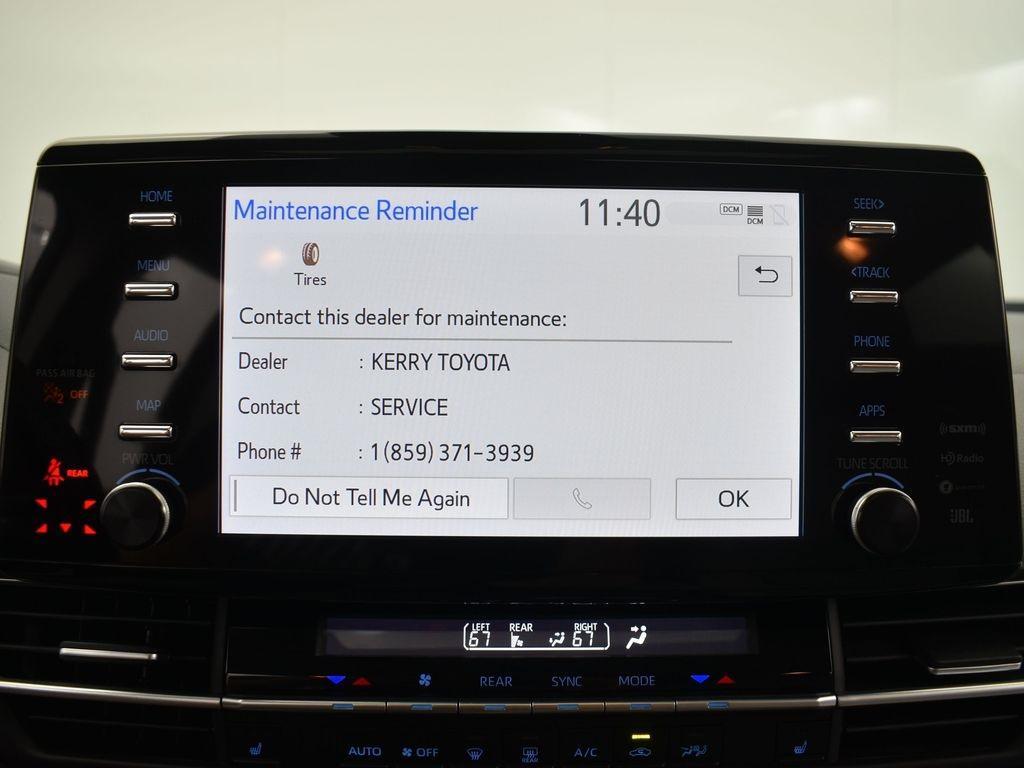 HOME
MENU
AUDIO
MAP
PASS AIR BAG
2 OFF
REAR
PWR VOL
Maintenance Reminder 11:40 DCM
DCM
Tires
Contact this dealer for maintenance:
Dealer : KERRY TOYOTA
Contact : SERVICE
Phone # : 1(859) 371-3939
Do Not Tell Me Again OK
SEEK>
<TRACK
PHONE
APPS
TUNE SCROLL
((sxm))
HD Radio
JBL
LEFT REAR RIGHT
67 67
REAR SYNC MODE
AUTO OFF REAR A/C